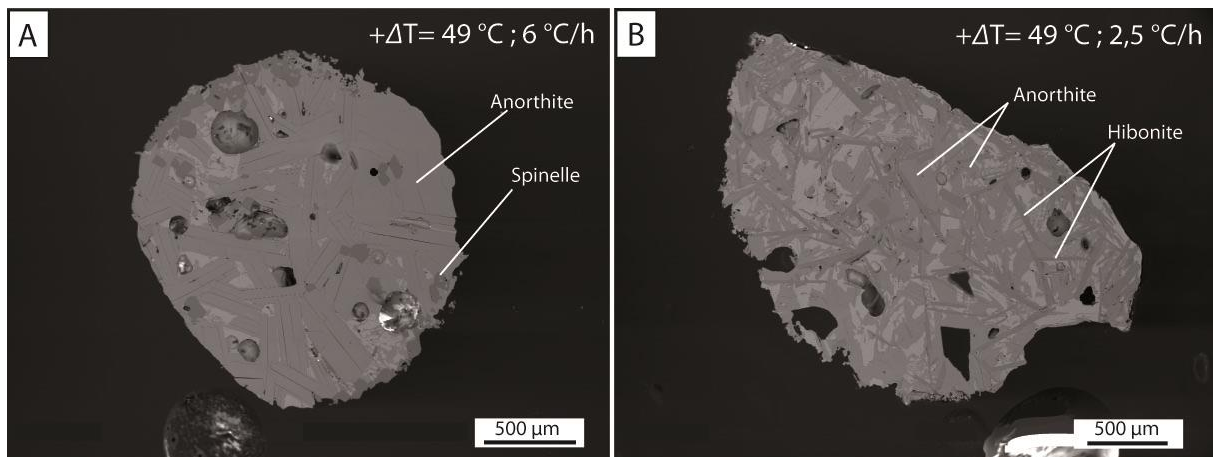 A
+ΔT= 49 °C ; 6 °C/h
Anorthite
Spinelle
500 µm
B
+ΔT= 49 °C ; 2,5 °C/h
Anorthite
Hibonite
500 µm